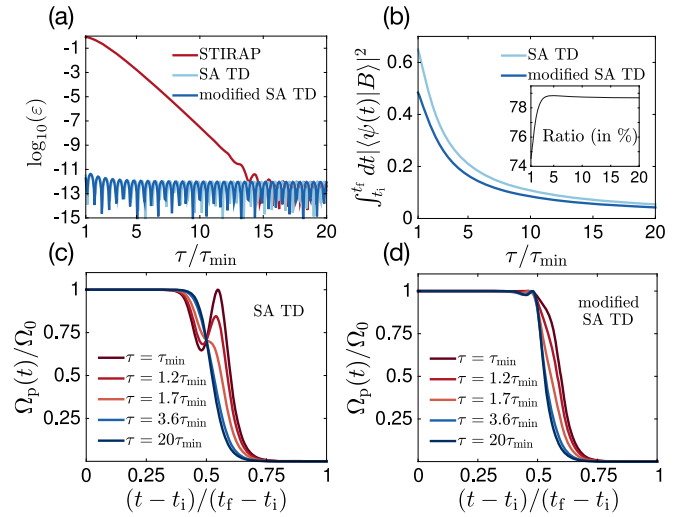 (a)
-1
-3
-5
-7
-9
-11
-13
-15
log10(ε)
STIRAP
SA TD
modified SA TD
1 5 10 15 20
τ/τmin
(b)
0.6
0.4
0.2
0
∫_{ti}^{tf} dt|⟨ψ(t)|B⟩|²
SA TD
modified SA TD
78
76
74
Ratio (in %)
1 5 10 15 20
1 5 10 15 20
τ/τmin
(c)
1
0.75
0.5
0.25
Ωp(t)/Ω0
SA TD
τ = τmin
τ = 1.2τmin
τ = 1.7τmin
τ = 3.6τmin
τ = 20τmin
0 0.25 0.5 0.75 1
(t − ti)/(tf − ti)
(d)
1
0.75
0.5
0.25
Ωp(t)/Ω0
modified
SA TD
τ = τmin
τ = 1.2τmin
τ = 1.7τmin
τ = 3.6τmin
τ = 20τmin
0 0.25 0.5 0.75 1
(t − ti)/(tf − ti)